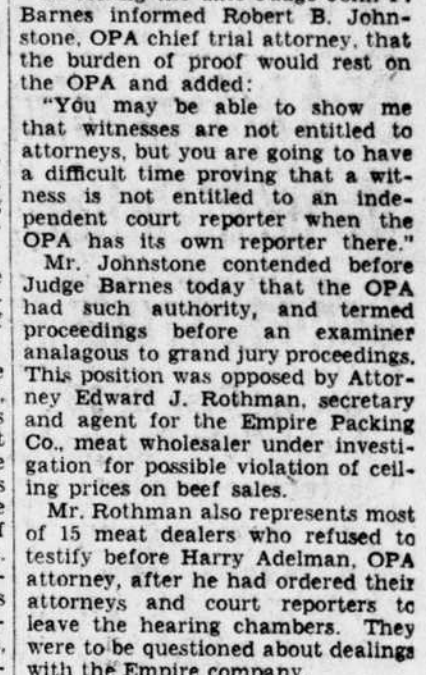 Barnes informed Robert B. John-
stone, OPA chief trial attorney, that
the burden of proof would rest on
the OPA and added:
"You may be able to show me
that witnesses are not entitled to
attorneys, but you are going to have
a difficult time proving that a wit-
ness is not entitled to an inde-
pendent court reporter when the
OPA has its own reporter there."
Mr. Johnstone contended before
Judge Barnes today that the OPA
had such authority, and termed
proceedings before an examiner
analagous to grand jury proceedings.
This position was opposed by Attor-
ney Edward J. Rothman, secretary
and agent for the Empire Packing
Co., meat wholesaler under investi-
gation for possible violation of ceil-
ing prices on beef sales.
Mr. Rothman also represents most
of 15 meat dealers who refused to
testify before Harry Adelman, OPA
attorney, after he had ordered their
attorneys and court reporters to
leave the hearing chambers. They
were to be questioned about dealings
with the Empire company